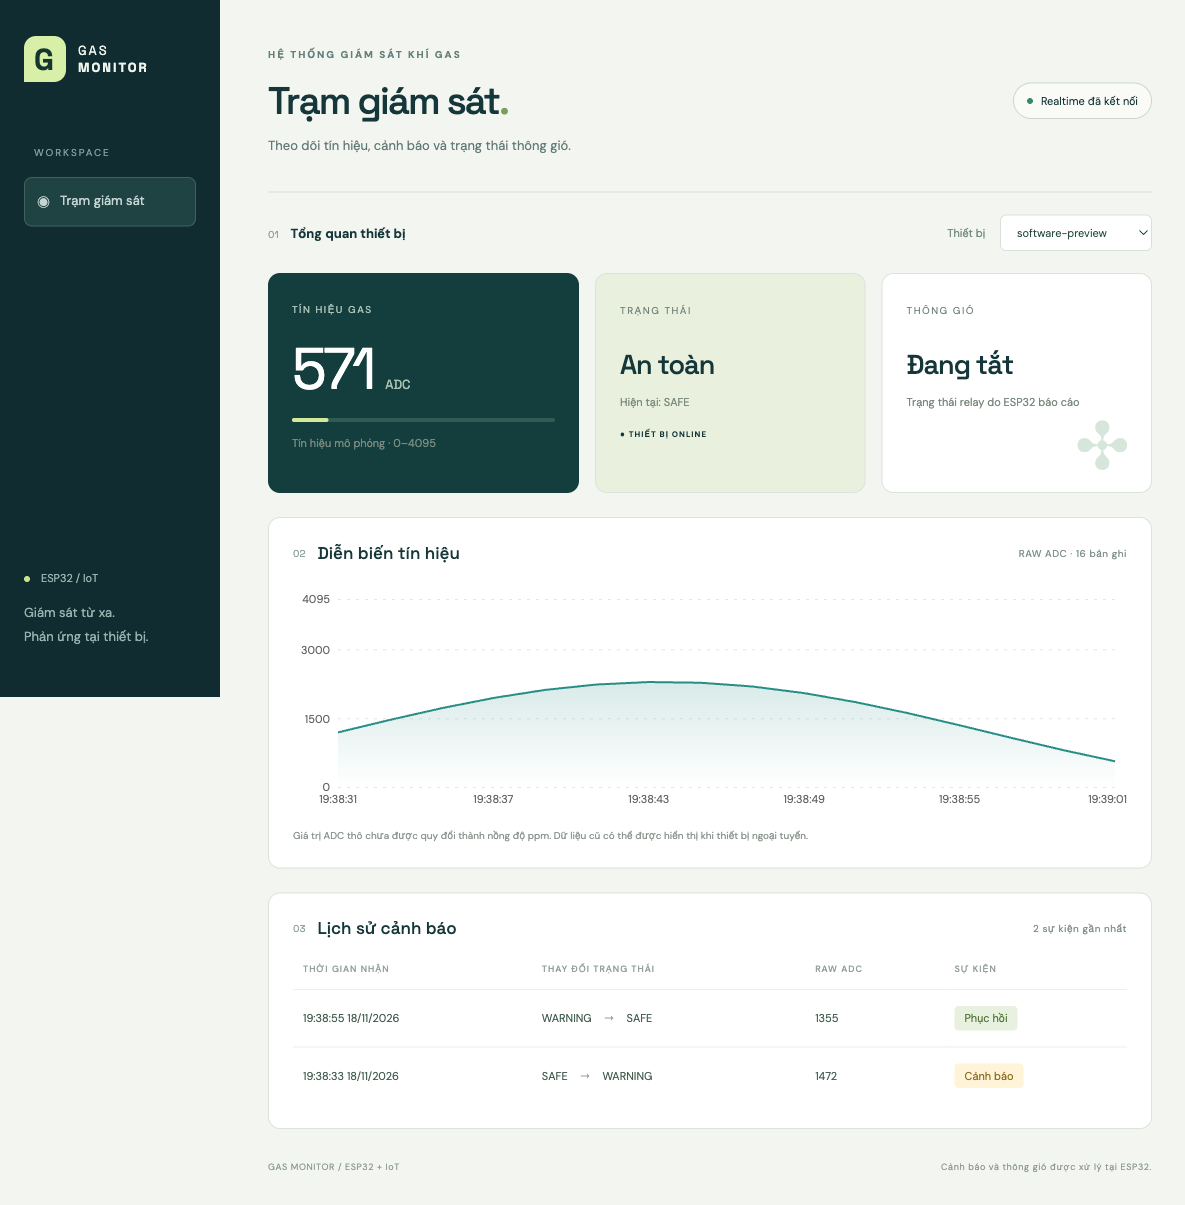 G
GAS
MONITOR
WORKSPACE
Trạm giám sát
ESP32 / IoT
Giám sát từ xa.
Phản ứng tại thiết bị.
HỆ THỐNG GIÁM SÁT KHÍ GAS
Trạm giám sát.
Theo dõi tín hiệu, cảnh báo và trạng thái thông gió.
Realtime đã kết nối
01 Tổng quan thiết bị
Thiết bị software-preview
TÍN HIỆU GAS
571 ADC
Tín hiệu mô phỏng · 0–4095
TRẠNG THÁI
An toàn
Hiện tại: SAFE
● THIẾT BỊ ONLINE
THÔNG GIÓ
Đang tắt
Trạng thái relay do ESP32 báo cáo
02 Diễn biến tín hiệu
RAW ADC · 16 bản ghi
4095
3000
1500
0
19:38:31 19:38:37 19:38:43 19:38:49 19:38:55 19:39:01
Giá trị ADC thô chưa được quy đổi thành nồng độ ppm. Dữ liệu cũ có thể được hiển thị khi thiết bị ngoại tuyến.
03 Lịch sử cảnh báo
2 sự kiện gần nhất
THỜI GIAN NHẬN THAY ĐỔI TRẠNG THÁI RAW ADC SỰ KIỆN
19:38:55 18/11/2026 WARNING → SAFE 1355 Phục hồi
19:38:33 18/11/2026 SAFE → WARNING 1472 Cảnh báo
GAS MONITOR / ESP32 + IoT
Cảnh báo và thông gió được xử lý tại ESP32.